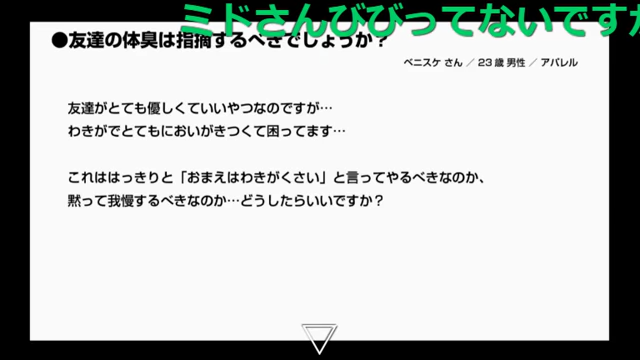 ミドさんびびってないですか
●友達の体臭は指摘するべきでしょうか？
ベニスケ さん ／ 23 歳 男性 ／ アパレル
友達がとても優しくていいやつなのですが…
わきがでとてもにおいがきつくて困ってます…
これははっきりと「おまえはわきがくさい」と言ってやるべきなのか、
黙って我慢するべきなのか…どうしたらいいですか？